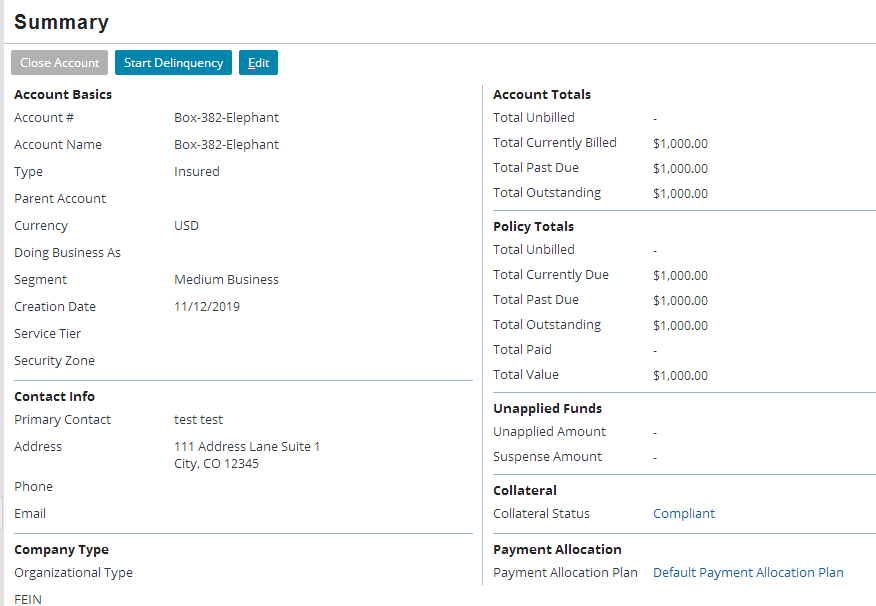 Summary
Close Account Start Delinquency Edit
Account Basics
Account # Box-382-Elephant
Account Name Box-382-Elephant
Type Insured
Parent Account
Currency USD
Doing Business As
Segment Medium Business
Creation Date 11/12/2019
Service Tier
Security Zone
Contact Info
Primary Contact test test
Address 111 Address Lane Suite 1
City, CO 12345
Phone
Email
Company Type
Organizational Type
FEIN
Account Totals
Total Unbilled -
Total Currently Billed $1,000.00
Total Past Due $1,000.00
Total Outstanding $1,000.00
Policy Totals
Total Unbilled -
Total Currently Due $1,000.00
Total Past Due $1,000.00
Total Outstanding $1,000.00
Total Paid -
Total Value $1,000.00
Unapplied Funds
Unapplied Amount -
Suspense Amount -
Collateral
Collateral Status Compliant
Payment Allocation
Payment Allocation Plan Default Payment Allocation Plan